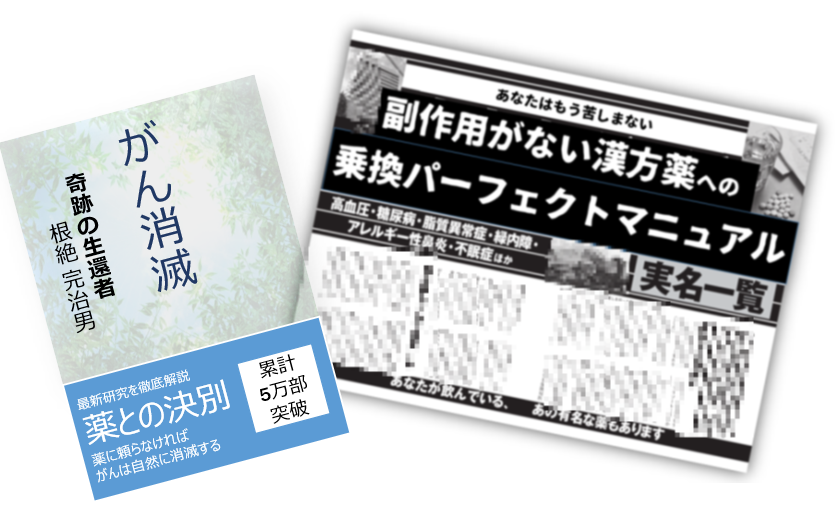 がん消滅
奇跡の生還者
根絶 完治男
最新研究を徹底解説
薬との決別
薬に頼らなければ
がんは自然に消滅する
累計
5万部
突破
あなたはもう苦しまない
副作用がない漢方薬への
乗換パーフェクトマニュアル
高血圧・糖尿病・脂質異常症・緑内障・
アレルギー性鼻炎・不眠症ほか
実名一覧
あなたが飲んでいる、 あの有名な薬もあります